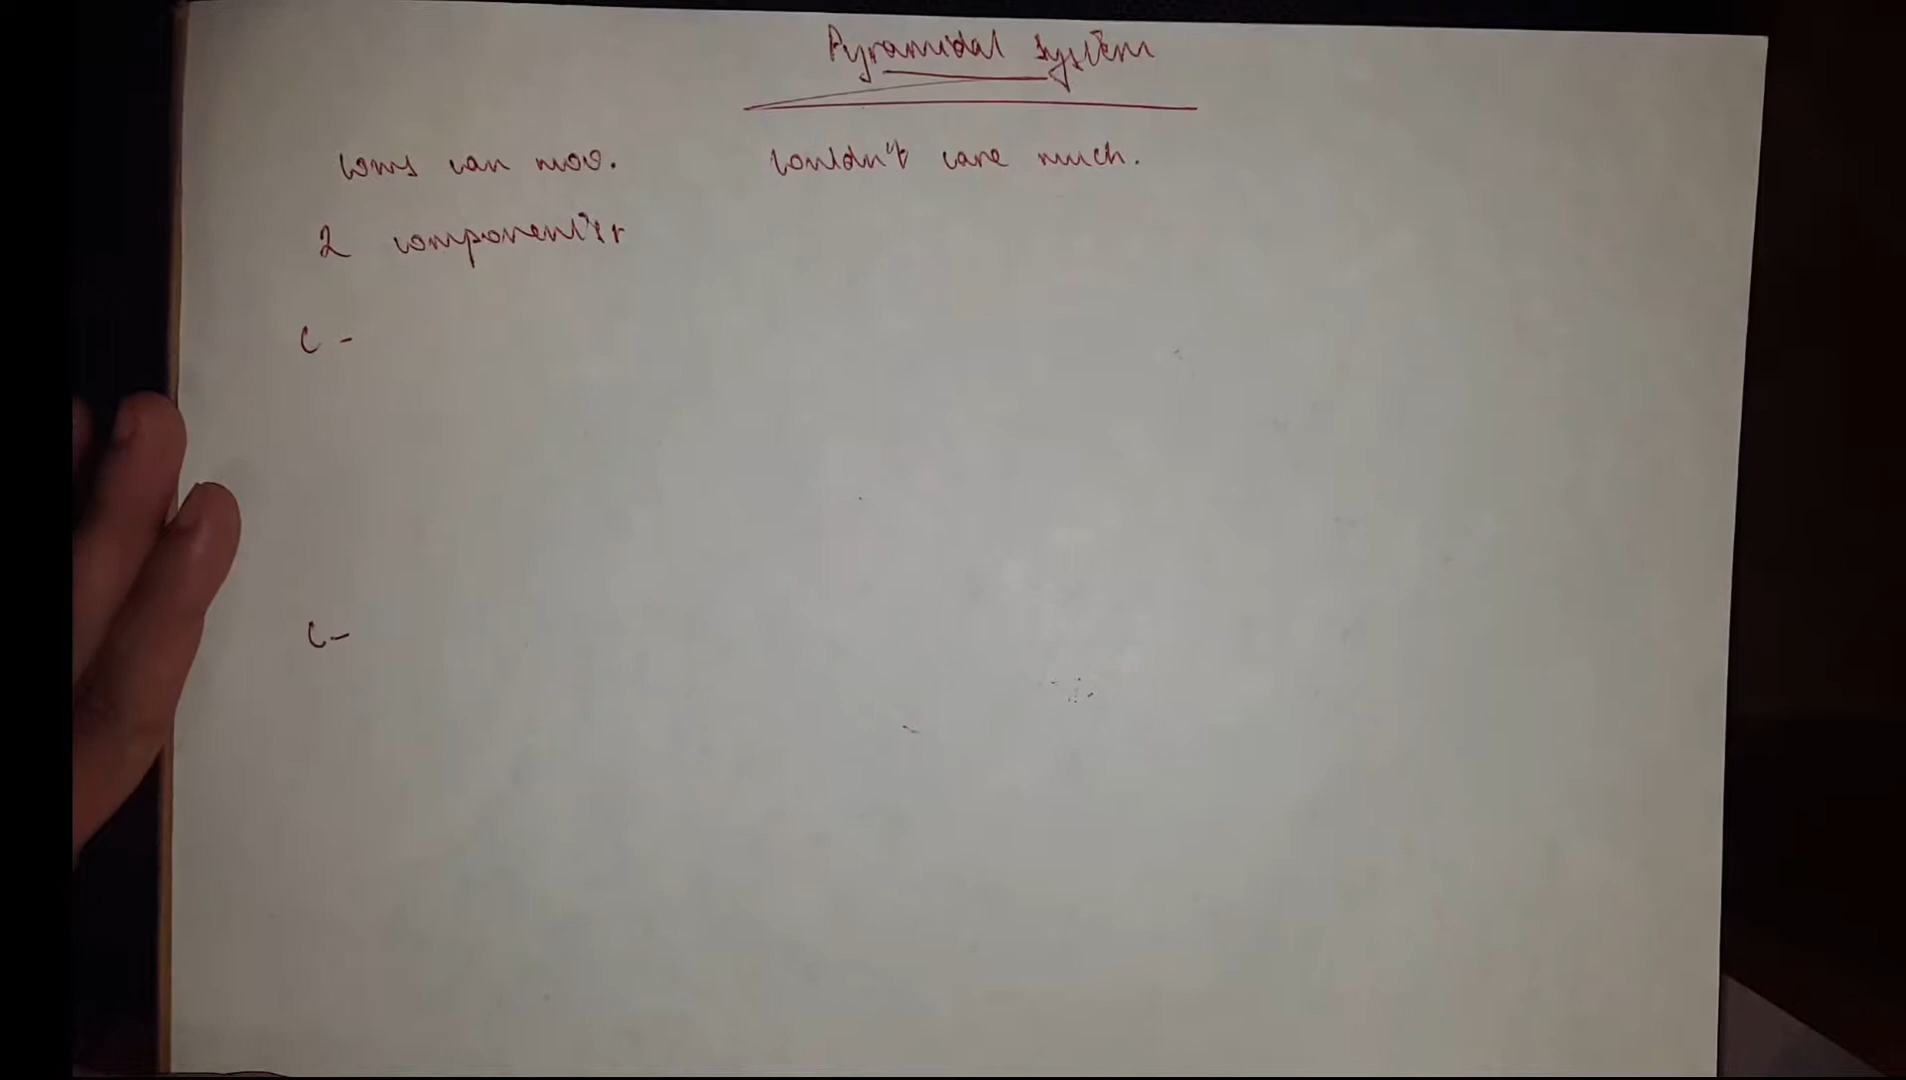 Pyramidal system
cows can moo. couldn't care much.
2 components
C -
C -